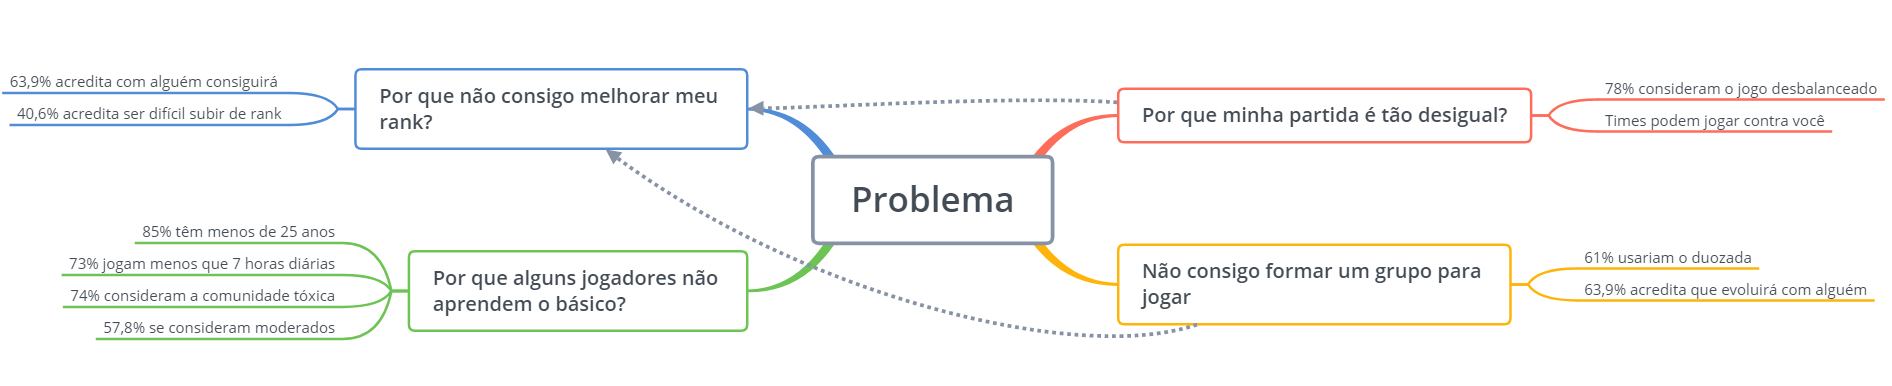 63,9% acredita com alguém consiguirá
40,6% acredita ser difícil subir de rank
Por que não consigo melhorar meu
rank?
85% têm menos de 25 anos
73% jogam menos que 7 horas diárias
74% consideram a comunidade tóxica
57,8% se consideram moderados
Por que alguns jogadores não
aprendem o básico?
Problema
Por que minha partida é tão desigual?
78% consideram o jogo desbalanceado
Times podem jogar contra você
Não consigo formar um grupo para
jogar
61% usariam o duozada
63,9% acredita que evoluirá com alguém